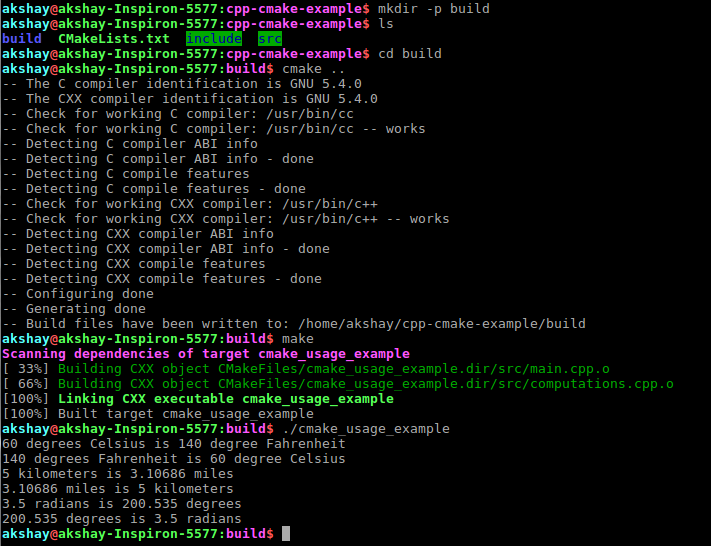 akshay@akshay-Inspiron-5577:cpp-cmake-example$ mkdir -p build
akshay@akshay-Inspiron-5577:cpp-cmake-example$ ls
build  CMakeLists.txt  include  src
akshay@akshay-Inspiron-5577:cpp-cmake-example$ cd build
akshay@akshay-Inspiron-5577:build$ cmake ..
-- The C compiler identification is GNU 5.4.0
-- The CXX compiler identification is GNU 5.4.0
-- Check for working C compiler: /usr/bin/cc
-- Check for working C compiler: /usr/bin/cc -- works
-- Detecting C compiler ABI info
-- Detecting C compiler ABI info - done
-- Detecting C compile features
-- Detecting C compile features - done
-- Check for working CXX compiler: /usr/bin/c++
-- Check for working CXX compiler: /usr/bin/c++ -- works
-- Detecting CXX compiler ABI info
-- Detecting CXX compiler ABI info - done
-- Detecting CXX compile features
-- Detecting CXX compile features - done
-- Configuring done
-- Generating done
-- Build files have been written to: /home/akshay/cpp-cmake-example/build
akshay@akshay-Inspiron-5577:build$ make
Scanning dependencies of target cmake_usage_example
[ 33%] Building CXX object CMakeFiles/cmake_usage_example.dir/src/main.cpp.o
[ 66%] Building CXX object CMakeFiles/cmake_usage_example.dir/src/computations.cpp.o
[100%] Linking CXX executable cmake_usage_example
[100%] Built target cmake_usage_example
akshay@akshay-Inspiron-5577:build$ ./cmake_usage_example
60 degrees Celsius is 140 degree Fahrenheit
140 degrees Fahrenheit is 60 degree Celsius
5 kilometers is 3.10686 miles
3.10686 miles is 5 kilometers
3.5 radians is 200.535 degrees
200.535 degrees is 3.5 radians
akshay@akshay-Inspiron-5577:build$